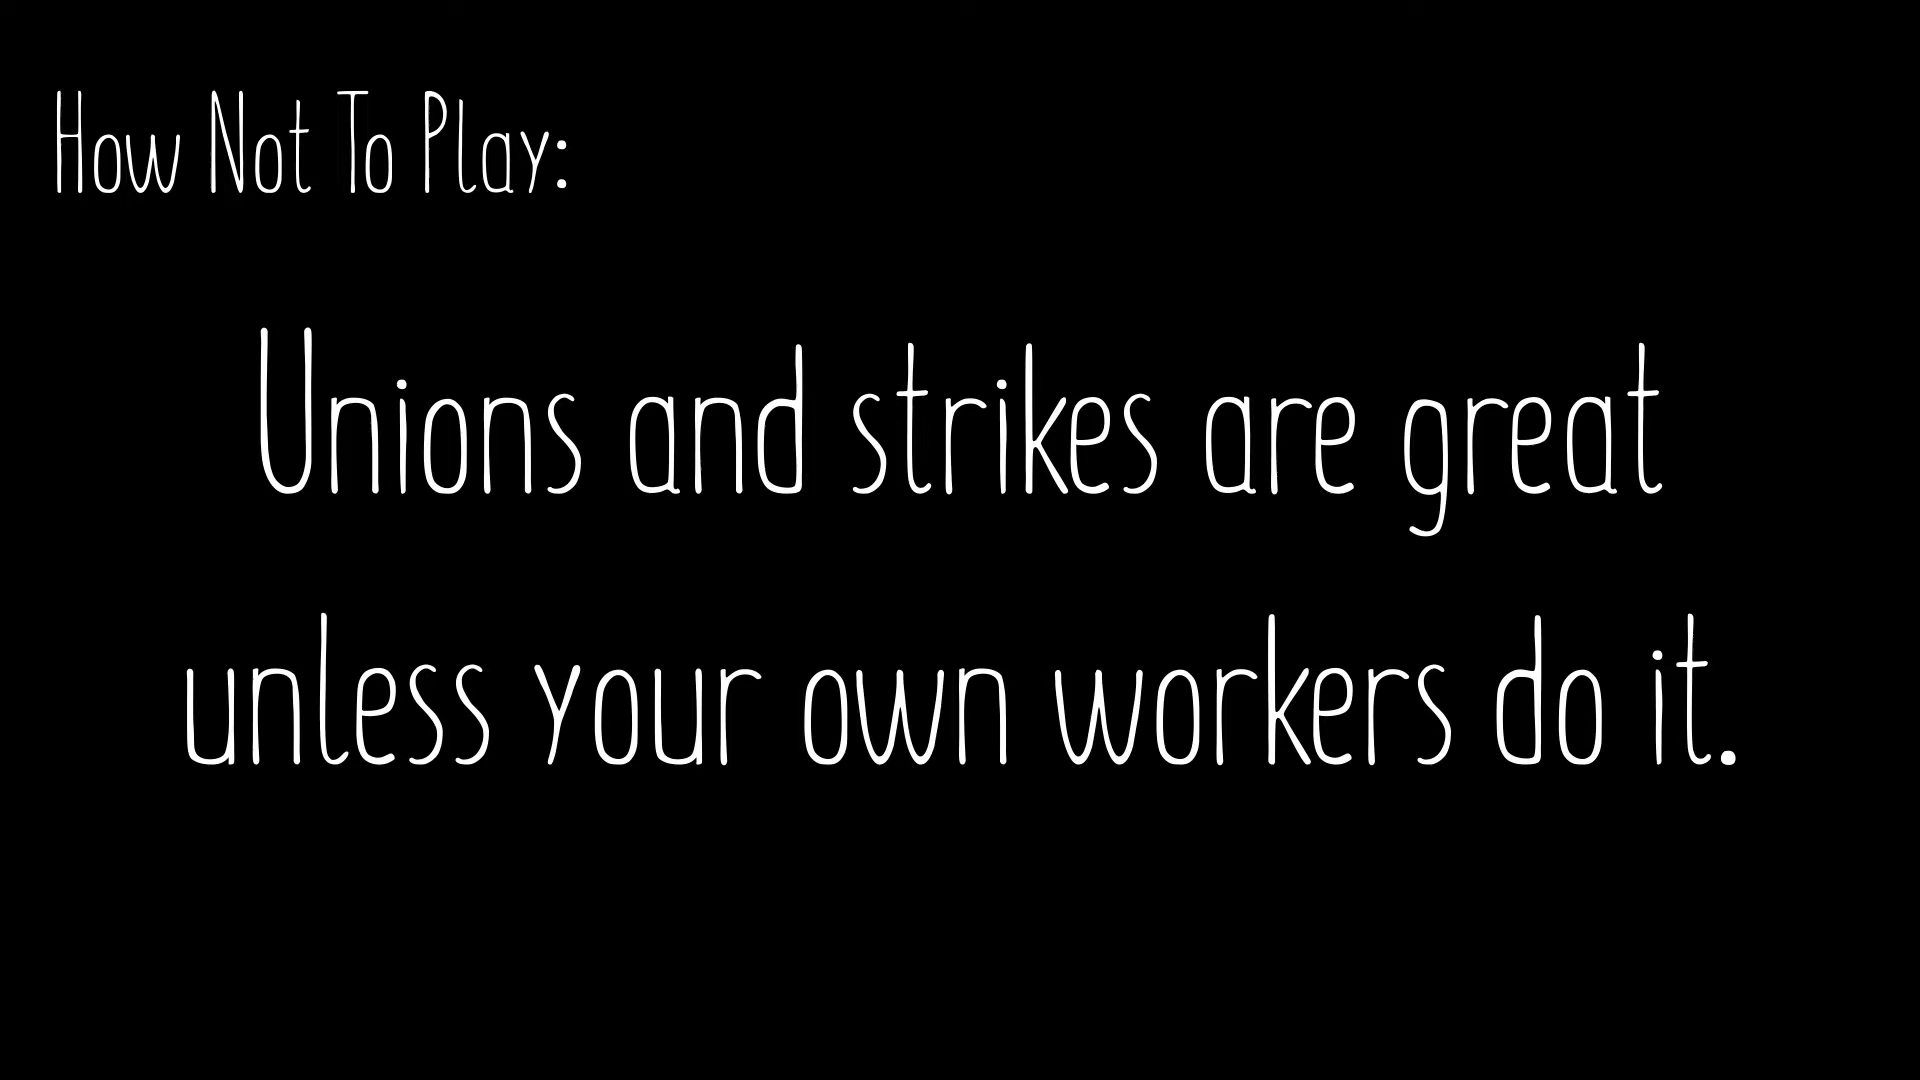 How Not To Play:
Unions and strikes are great
unless your own workers do it.